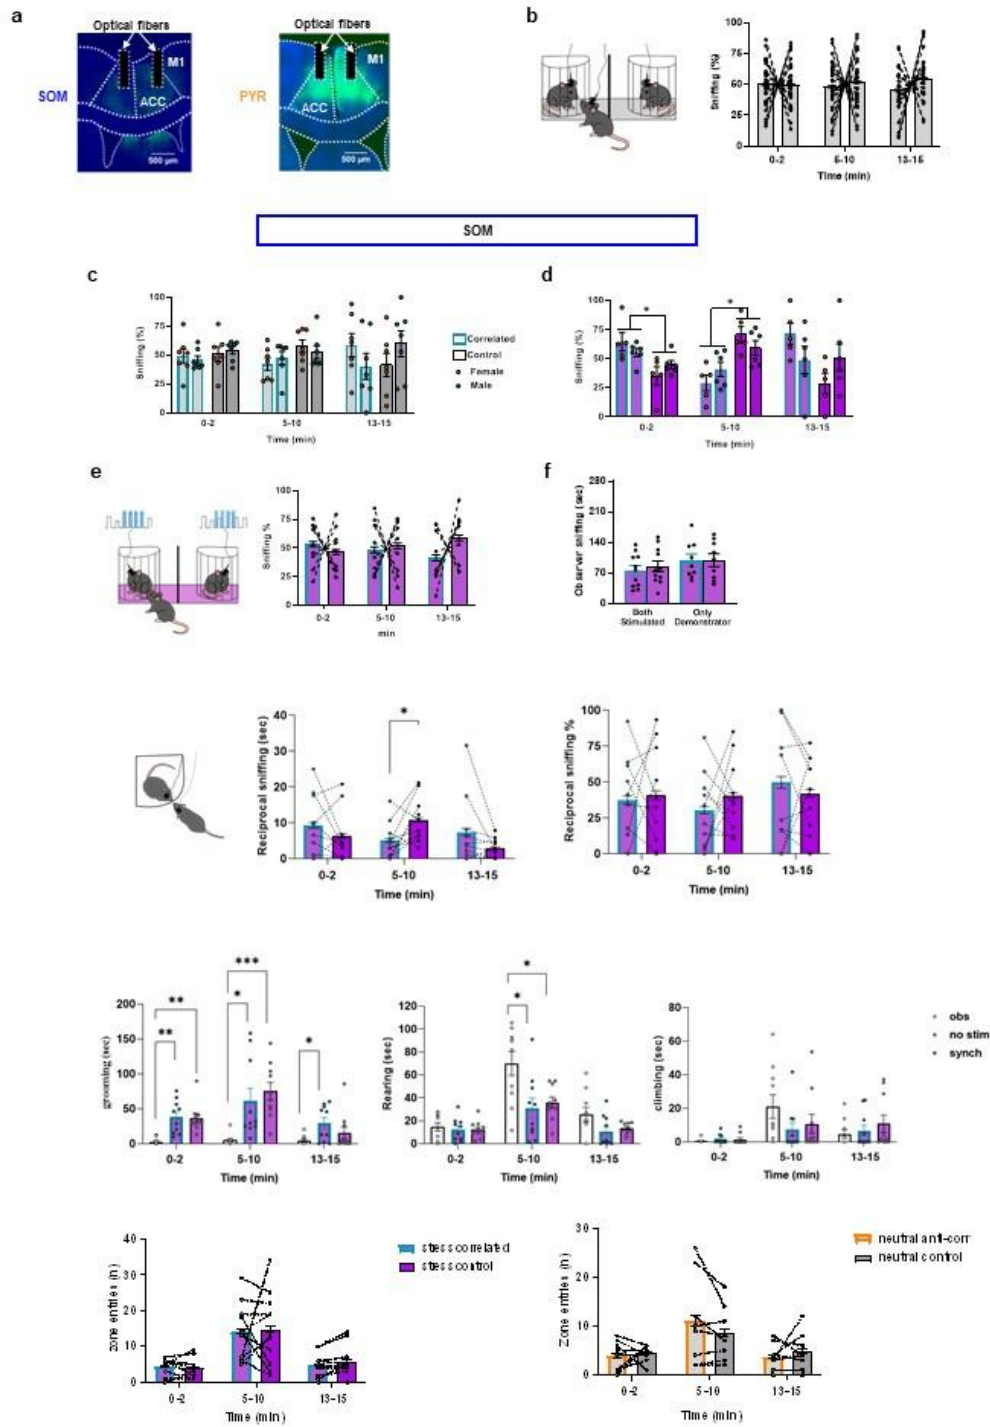 a
Optical fibers
Optical fibers
b
SOM
M1
ACC
500 µm
PYR
M1
ACC
500 µm
Sniffing (%)
100
75
50
25
0
0-2
5-10
13-15
Time (min)
SOM
c
Sniffing (%)
100
75
50
25
0
0-2
5-10
13-15
Time (min)
Correlated
Control
Female
Male
d
Sniffing (%)
100
75
50
25
0
*
*
0-2
5-10
13-15
Time (min)
e
Sniffing %
100
75
50
25
0
0-2
5-10
13-15
min
f
Observer sniffing (sec)
280
210
140
70
0
Both
Stimulated
Only
Demonstrator
Reciprocal sniffing (sec)
40
30
20
10
0
*
0-2
5-10
13-15
Time (min)
Reciprocal sniffing %
100
75
50
25
0
0-2
5-10
13-15
Time (min)
grooming (sec)
200
150
100
50
0
**
**
*
***
*
0-2
5-10
13-15
Time (min)
Rearing (sec)
120
100
80
60
40
20
0
*
*
0-2
5-10
13-15
Time (min)
climbing (sec)
80
60
40
20
0
0-2
5-10
13-15
Time (min)
obs
no stim
synch
zone entries (n)
40
30
20
10
0
0-2
5-10
13-15
Time (min)
stress correlated
stress control
Zone entries (n)
30
20
10
0
0-2
5-10
13-15
Time (min)
neutral anti-corr
neutral control